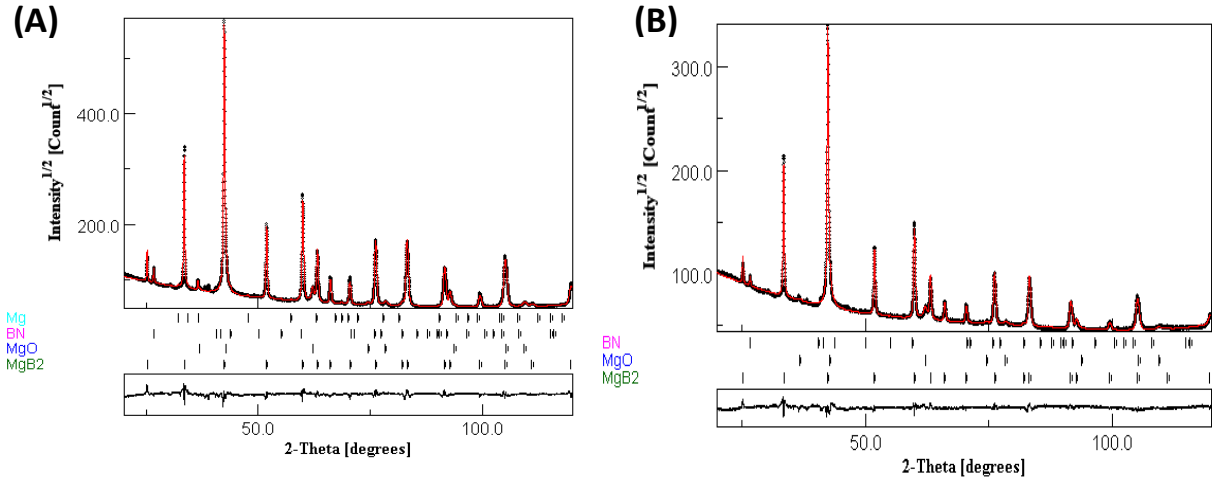 (A)
Intensity1/2 [Count1/2]
400.0
200.0
Mg
BN
MgO
MgB2
50.0
100.0
2-Theta [degrees]
(B)
Intensity1/2 [Count1/2]
300.0
200.0
100.0
BN
MgO
MgB2
50.0
100.0
2-Theta [degrees]